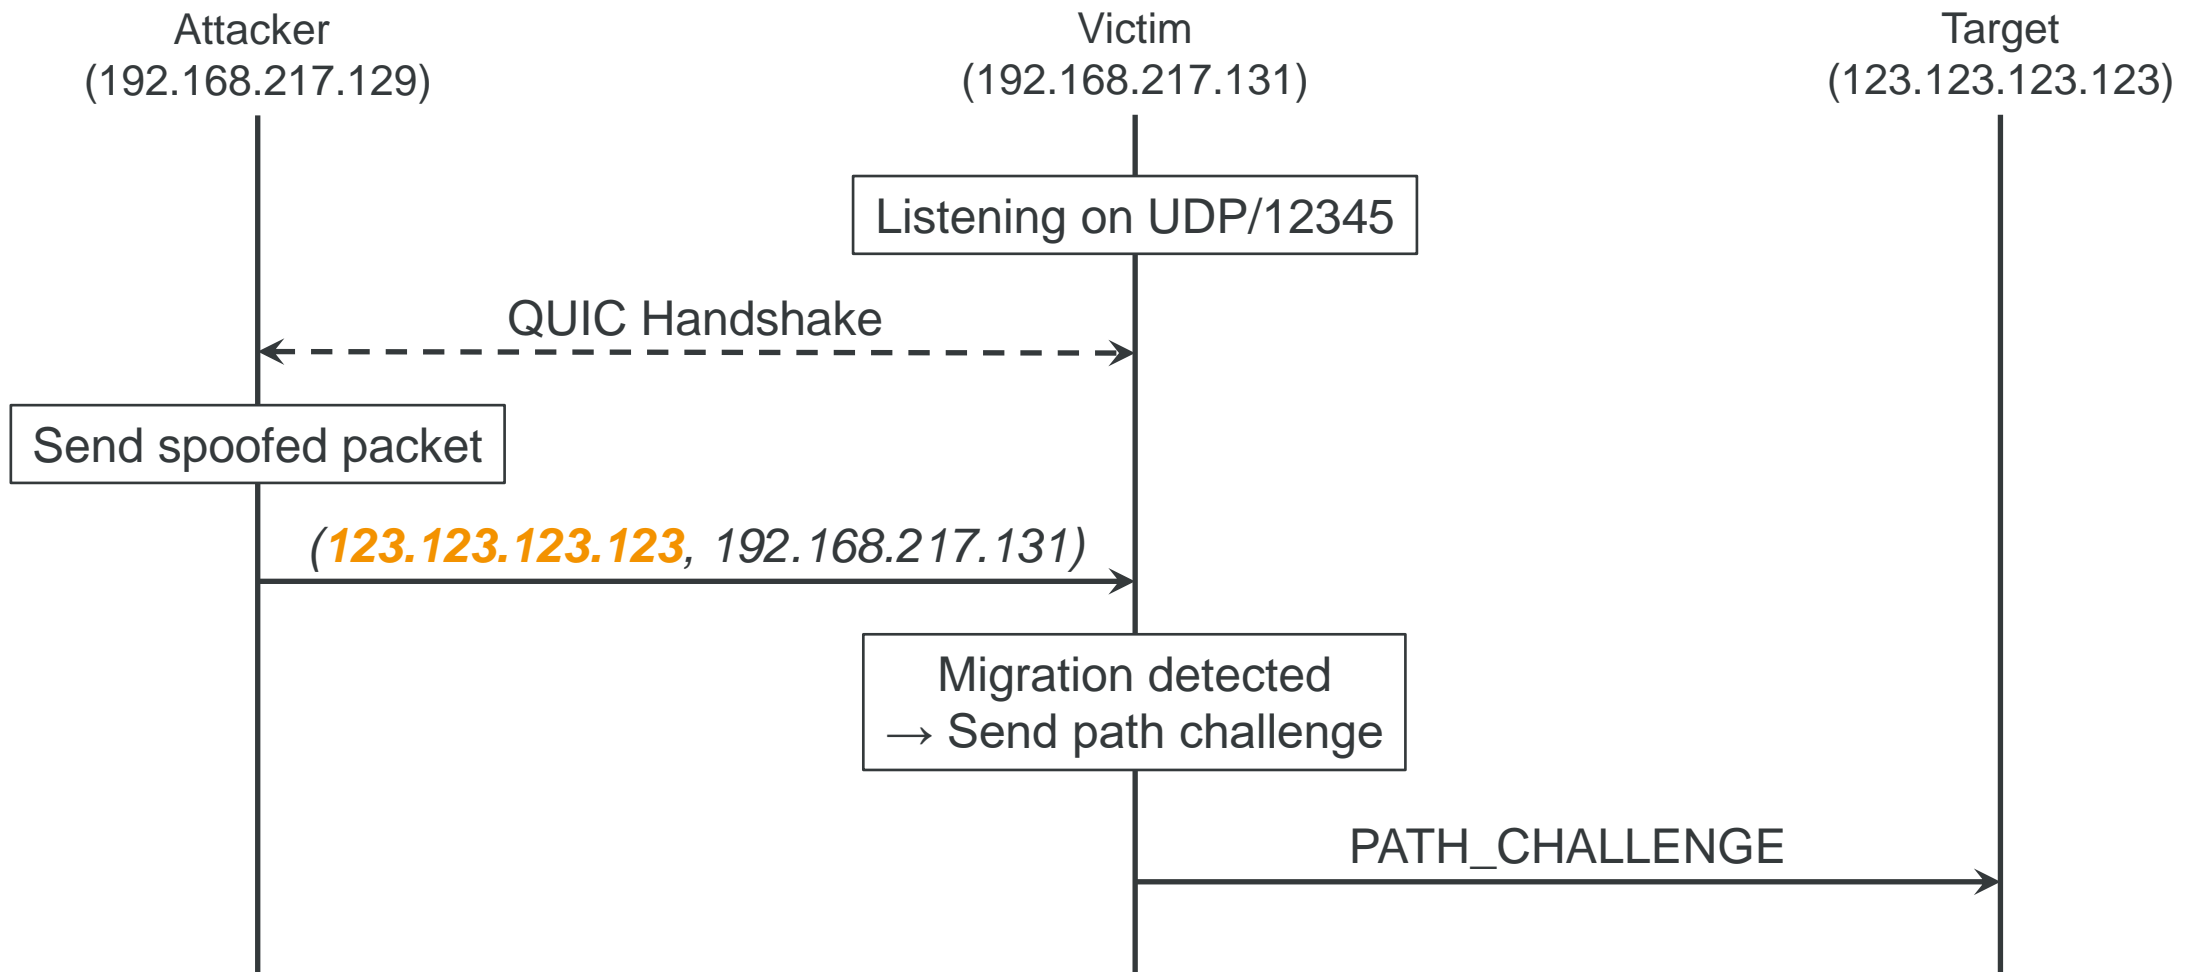 Attacker
(192.168.217.129)
Victim
(192.168.217.131)
Target
(123.123.123.123)
Listening on UDP/12345
QUIC Handshake
Send spoofed packet
(123.123.123.123, 192.168.217.131)
Migration detected
→ Send path challenge
PATH_CHALLENGE